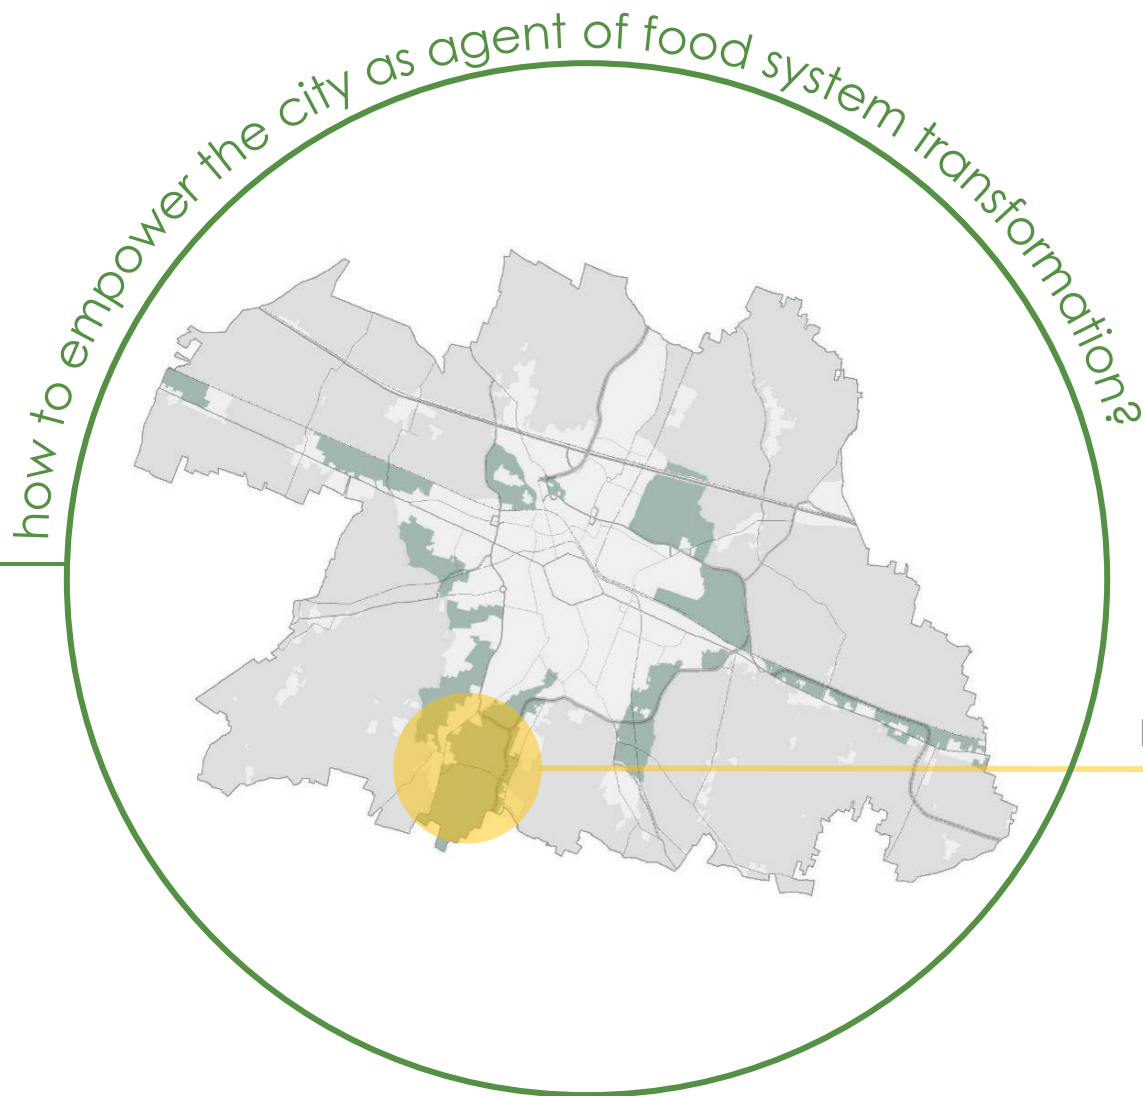 how to empower the city as agent of food system transformation?